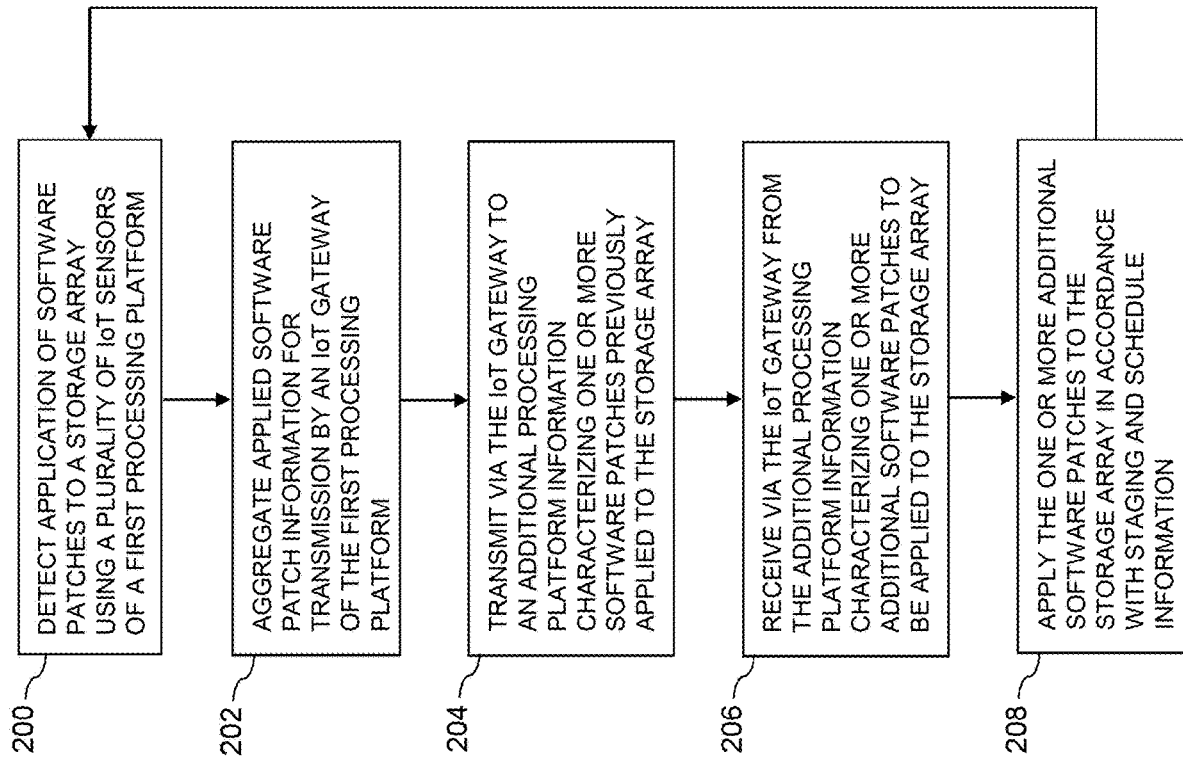 200
DETECT APPLICATION OF SOFTWARE
PATCHES TO A STORAGE ARRAY
USING A PLURALITY OF IoT SENSORS
OF A FIRST PROCESSING PLATFORM
202
AGGREGATE APPLIED SOFTWARE
PATCH INFORMATION FOR
TRANSMISSION BY AN IoT GATEWAY
OF THE FIRST PROCESSING
PLATFORM
204
TRANSMIT VIA THE IoT GATEWAY TO
AN ADDITIONAL PROCESSING
PLATFORM INFORMATION
CHARACTERIZING ONE OR MORE
SOFTWARE PATCHES PREVIOUSLY
APPLIED TO THE STORAGE ARRAY
206
RECEIVE VIA THE IoT GATEWAY FROM
THE ADDITIONAL PROCESSING
PLATFORM INFORMATION
CHARACTERIZING ONE OR MORE
ADDITIONAL SOFTWARE PATCHES TO
BE APPLIED TO THE STORAGE ARRAY
208
APPLY THE ONE OR MORE ADDITIONAL
SOFTWARE PATCHES TO THE
STORAGE ARRAY IN ACCORDANCE
WITH STAGING AND SCHEDULE
INFORMATION